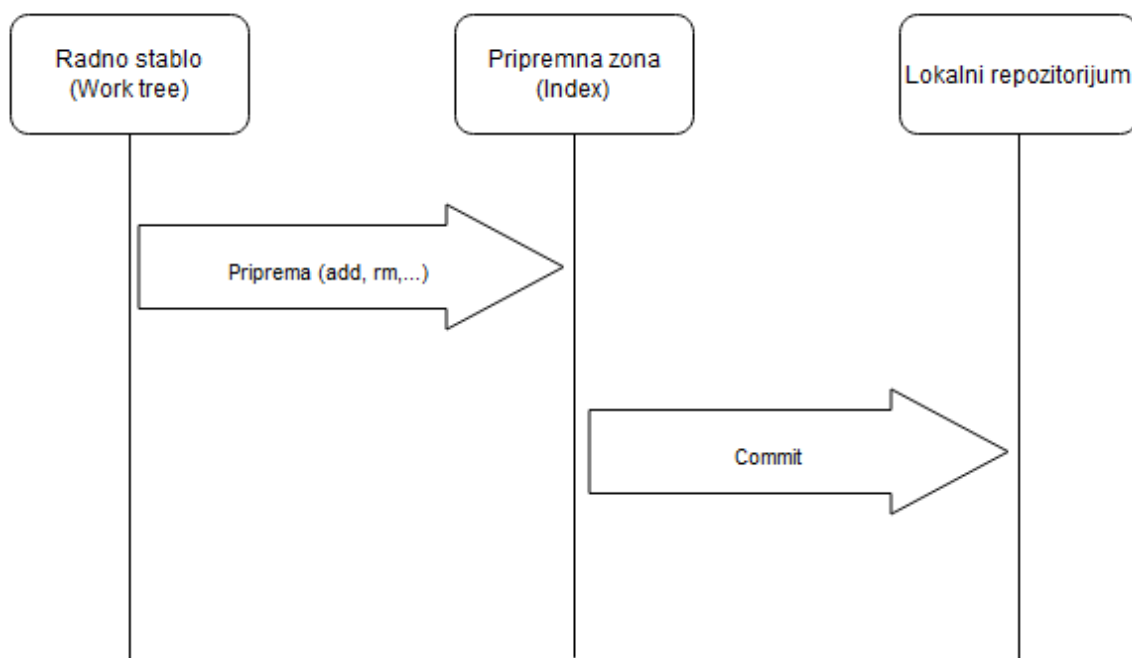 Radno stablo
(Work tree)
Pripremna zona
(Index)
Lokalni repozitorijum
Priprema (add, rm,...)
Commit